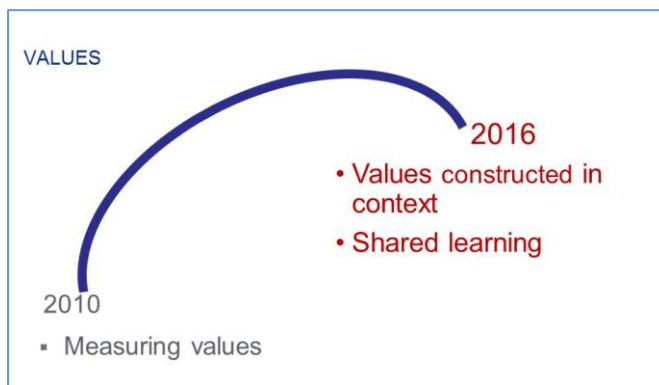 VALUES
2016
• Values constructed in
context
• Shared learning
2010
▪ Measuring values